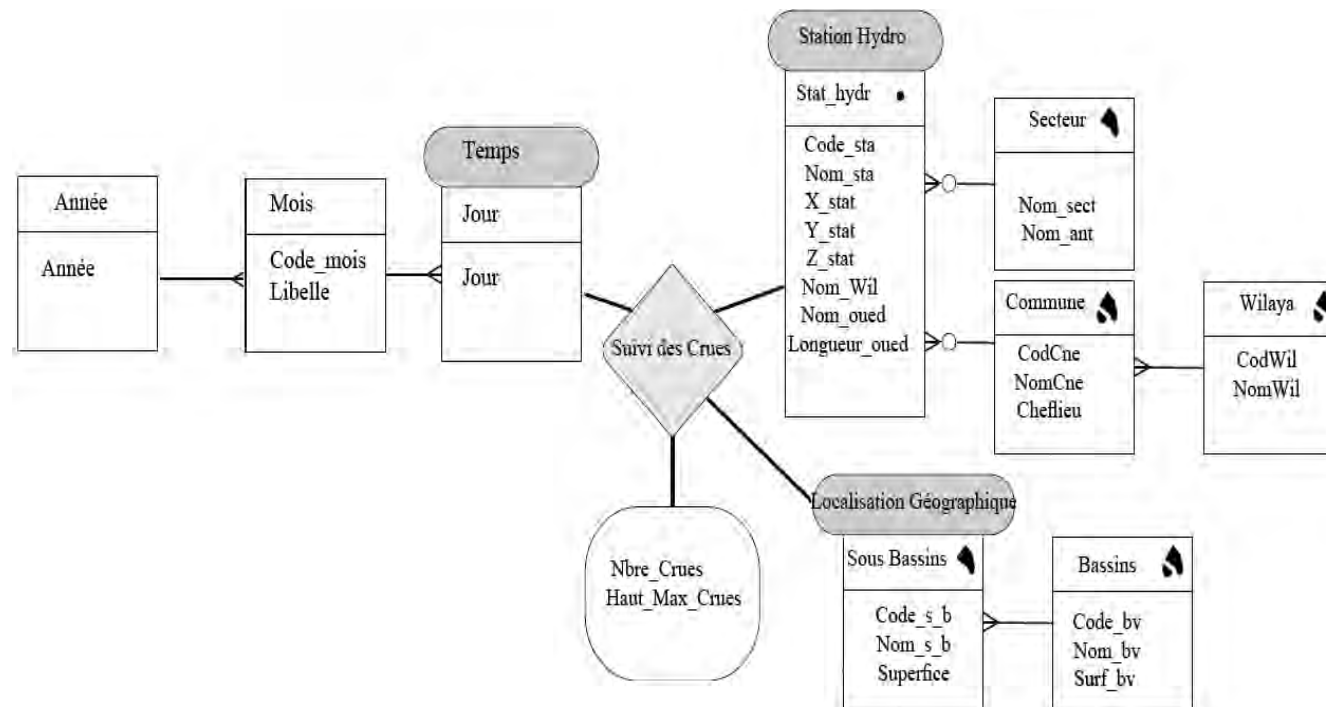 Année
Année
Mois
Code_mois
Libelle
Temps
Jour
Jour
Suivi des Crues
Nbre_Crues
Haut_Max_Crues
Station Hydro
Stat_hydr
Code_sta
Nom_sta
X_stat
Y_stat
Z_stat
Nom_Wil
Nom_oued
Longueur_oued
Secteur
Nom_sect
Nom_ant
Commune
CodCne
NomCne
Cheflieu
Wilaya
CodWil
NomWil
Localisation Géographique
Sous Bassins
Code_s_b
Nom_s_b
Superfice
Bassins
Code_bv
Nom_bv
Surf_bv